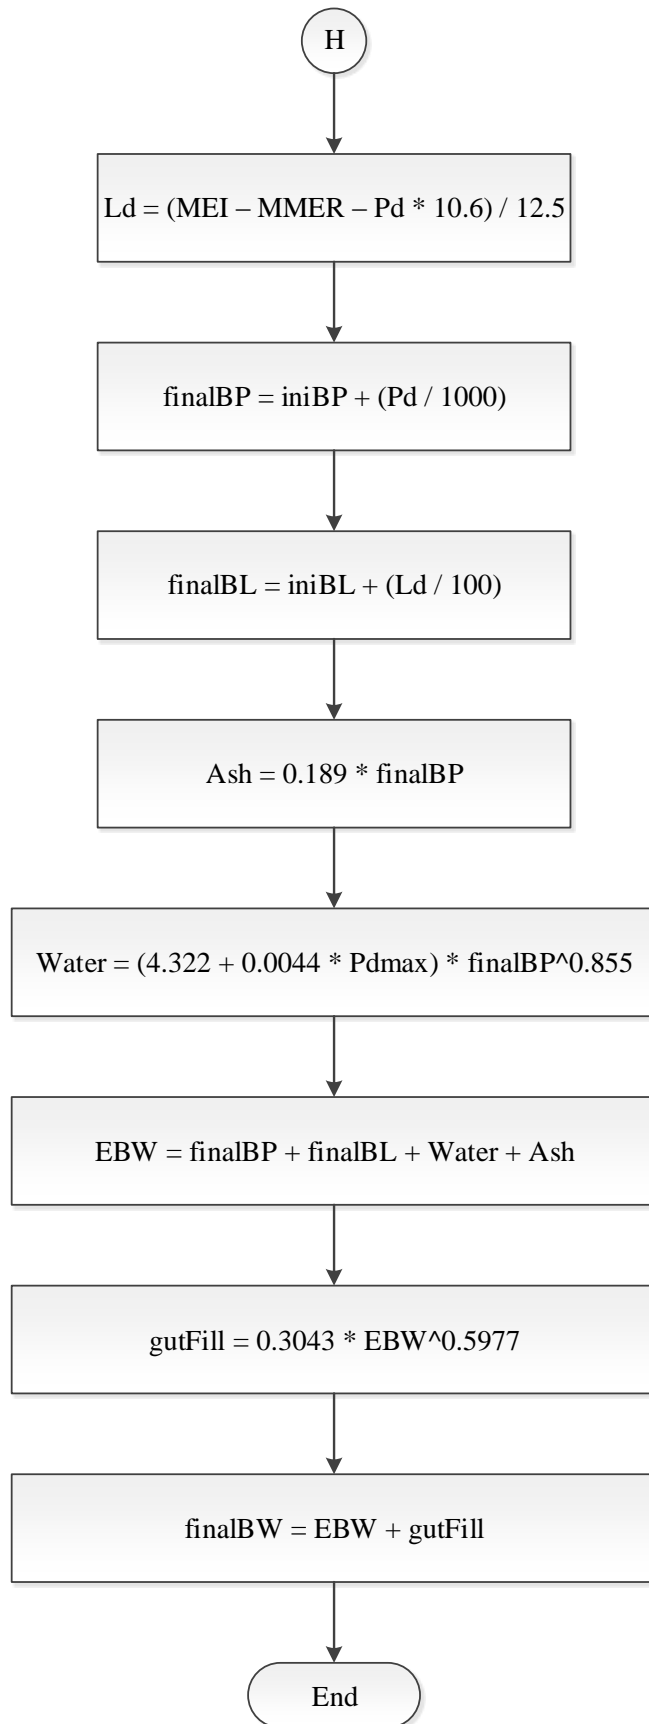 H
Ld = (MEI – MMER – Pd * 10.6) / 12.5
finalBP = iniBP + (Pd / 1000)
finalBL = iniBL + (Ld / 100)
Ash = 0.189 * finalBP
Water = (4.322 + 0.0044 * Pdmax) * finalBP^0.855
EBW = finalBP + finalBL + Water + Ash
gutFill = 0.3043 * EBW^0.5977
finalBW = EBW + gutFill
End